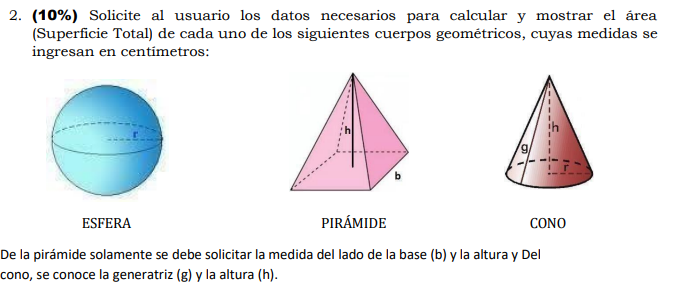 2. (10%) Solicite al usuario los datos necesarios para calcular y mostrar el área
(Superficie Total) de cada uno de los siguientes cuerpos geométricos, cuyas medidas se
ingresan en centímetros:
r
h
b
h
g
r
ESFERA
PIRÁMIDE
CONO
De la pirámide solamente se debe solicitar la medida del lado de la base (b) y la altura y Del
cono, se conoce la generatriz (g) y la altura (h).